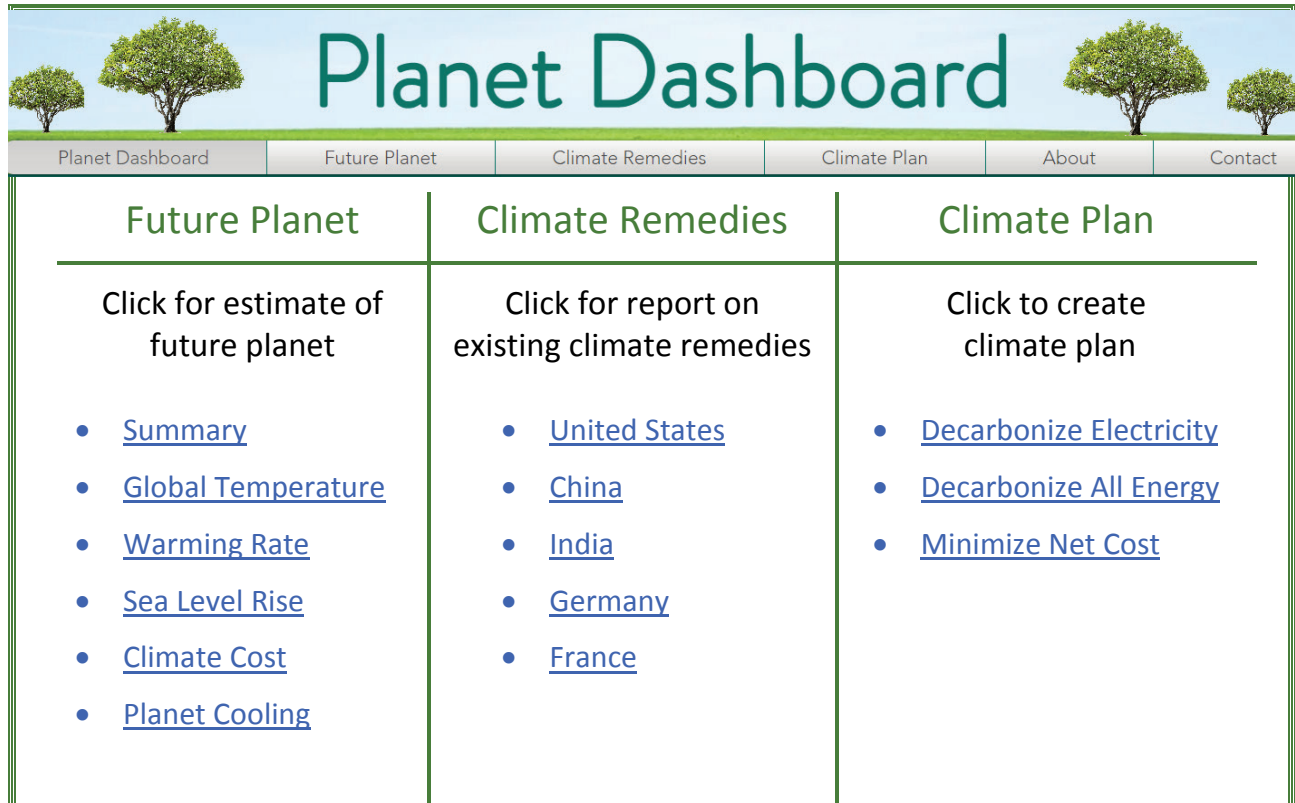 Planet Dashboard
Planet Dashboard
Future Planet
Climate Remedies
Climate Plan
About
Contact
Future Planet
Click for estimate of
future planet
Summary
Global Temperature
Warming Rate
Sea Level Rise
Climate Cost
Planet Cooling
Climate Remedies
Click for report on
existing climate remedies
United States
China
India
Germany
France
Climate Plan
Click to create
climate plan
Decarbonize Electricity
Decarbonize All Energy
Minimize Net Cost